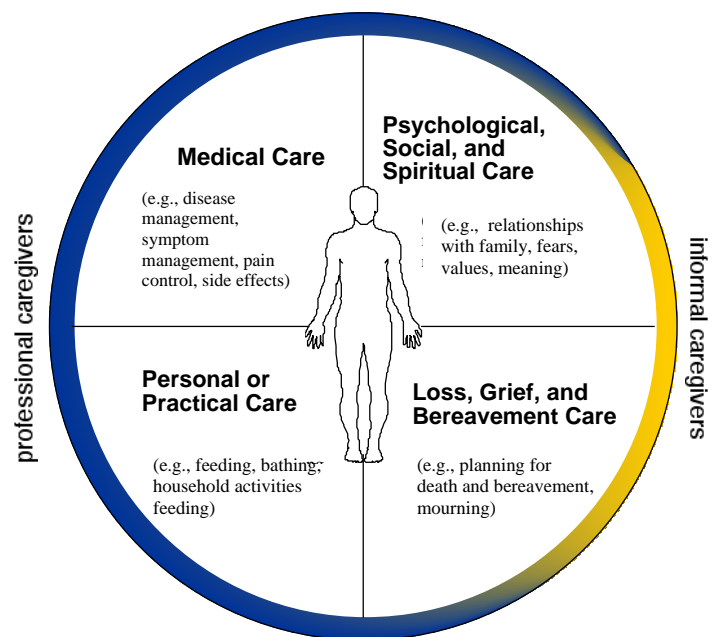 Medical Care
(e.g., disease
management,
symptom
management, pain
control, side effects)
Psychological,
Social, and
Spiritual Care
(e.g., relationships
with family, fears,
values, meaning)
professional caregivers
informal caregivers
Personal or
Practical Care
(e.g., feeding, bathing,
household activities
feeding)
Loss, Grief, and
Bereavement Care
(e.g., planning for
death and bereavement,
mourning)